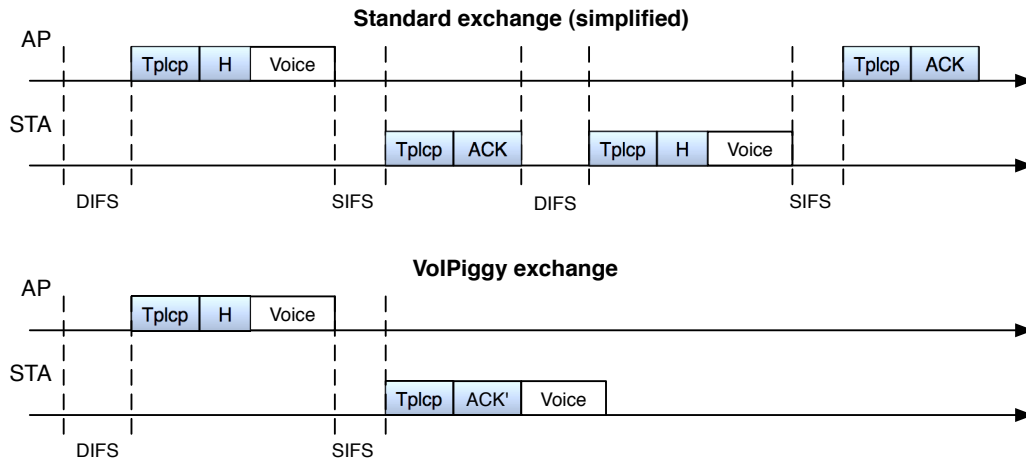 Standard exchange (simplified)
AP
Tplcp H Voice Tplcp ACK
STA
Tplcp ACK Tplcp H Voice
DIFS SIFS DIFS SIFS
VoIPiggy exchange
AP
Tplcp H Voice
STA
Tplcp ACK' Voice
DIFS SIFS